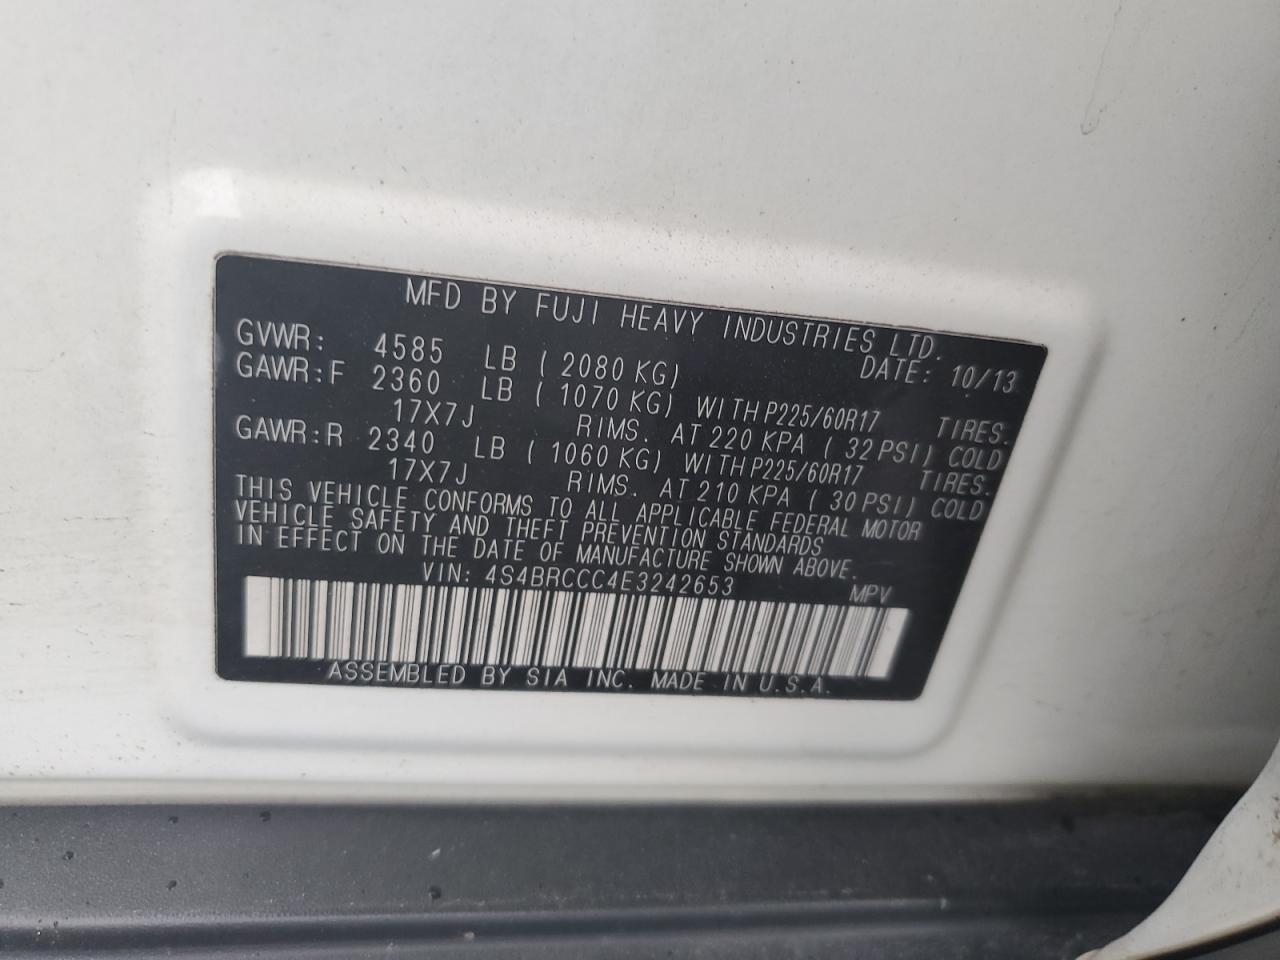 MFD BY FUJI HEAVY INDUSTRIES LTD.
DATE: 10/13
GVWR: 4585 LB ( 2080 KG)
GAWR:F 2360 LB ( 1070 KG) WITH P225/60R17 TIRES.
17X7J RIMS. AT 220 KPA ( 32 PSI) COLD
GAWR:R 2340 LB ( 1060 KG) WITH P225/60R17 TIRES.
17X7J RIMS. AT 210 KPA ( 30 PSI) COLD
THIS VEHICLE CONFORMS TO ALL APPLICABLE FEDERAL MOTOR
VEHICLE SAFETY AND THEFT PREVENTION STANDARDS
IN EFFECT ON THE DATE OF MANUFACTURE SHOWN ABOVE.
VIN: 4S4BRCCC4E3242653 MPV
ASSEMBLED BY SIA INC. MADE IN U.S.A.